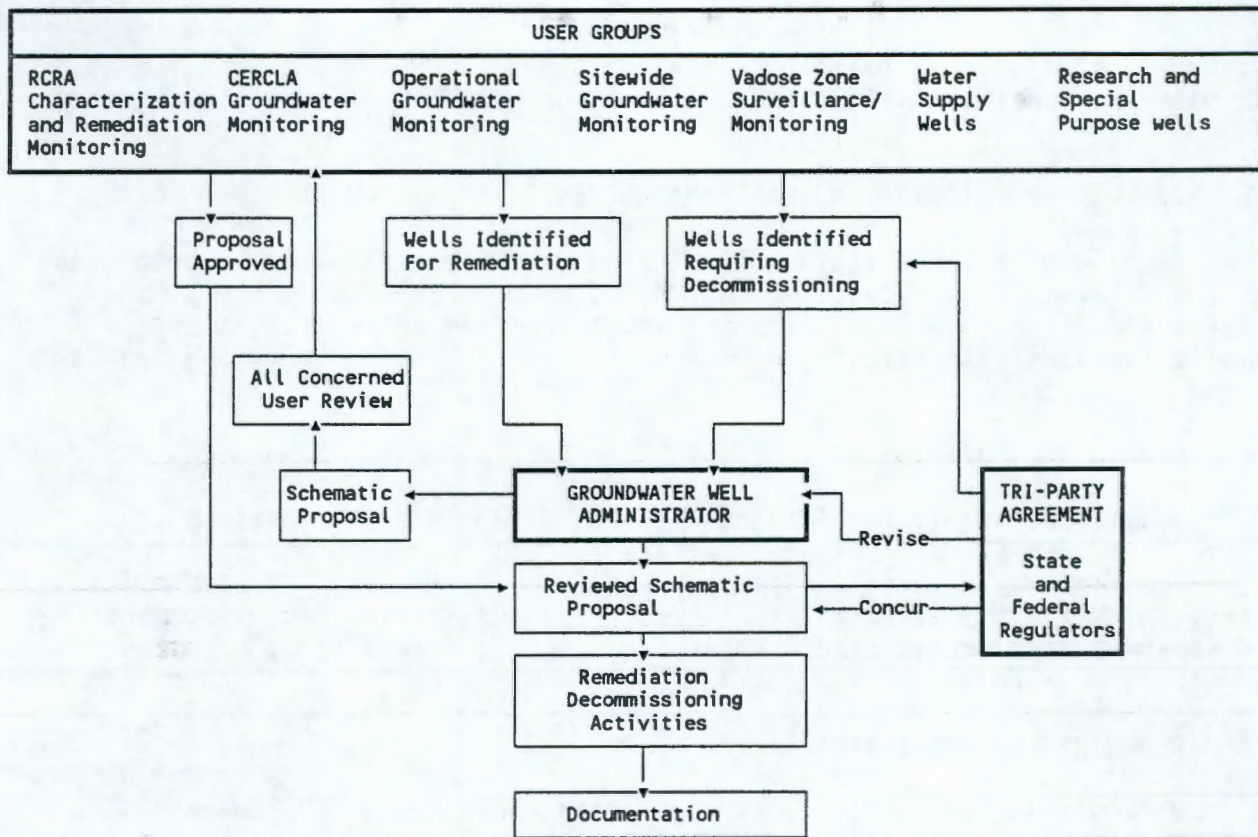 USER GROUPS
RCRA
Characterization
and Remediation
Monitoring
CERCLA
Groundwater
Monitoring
Operational
Groundwater
Monitoring
Sitewide
Groundwater
Monitoring
Vadose Zone
Surveillance/
Monitoring
Water
Supply
Wells
Research and
Special
Purpose wells
Proposal
Approved
Wells Identified
For Remediation
Wells Identified
Requiring
Decommissioning
All Concerned
User Review
Schematic
Proposal
GROUNDWATER WELL
ADMINISTRATOR
TRI-PARTY
AGREEMENT
State
and
Federal
Regulators
Revise
Reviewed Schematic
Proposal
Concur
Remediation
Decommissioning
Activities
Documentation